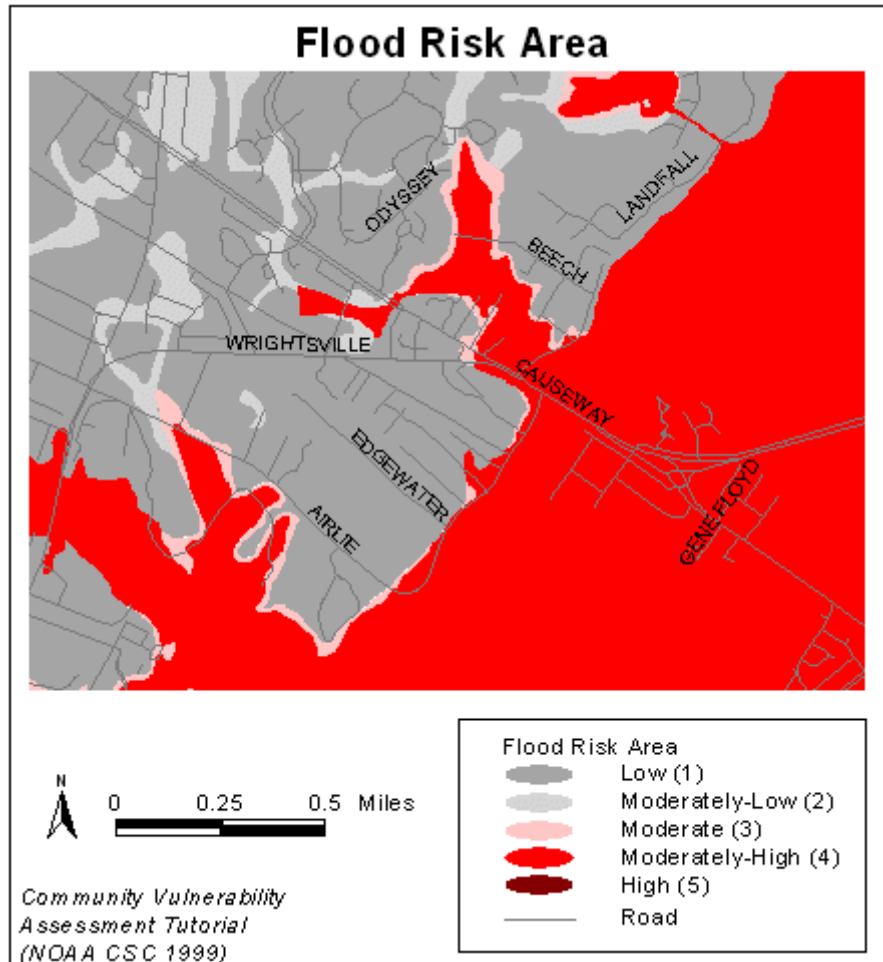 Flood Risk Area
ODYSSEY
LANDFALL
BEECH
WRIGHTSVILLE
CAUSEWAY
EDGEWATER
GENE FLOYD
AIRLIE
N
0 0.25 0.5 Miles
Community Vulnerability
Assessment Tutorial
(NOAA CSC 1999)
Flood Risk Area
Low (1)
Moderately-Low (2)
Moderate (3)
Moderately-High (4)
High (5)
Road